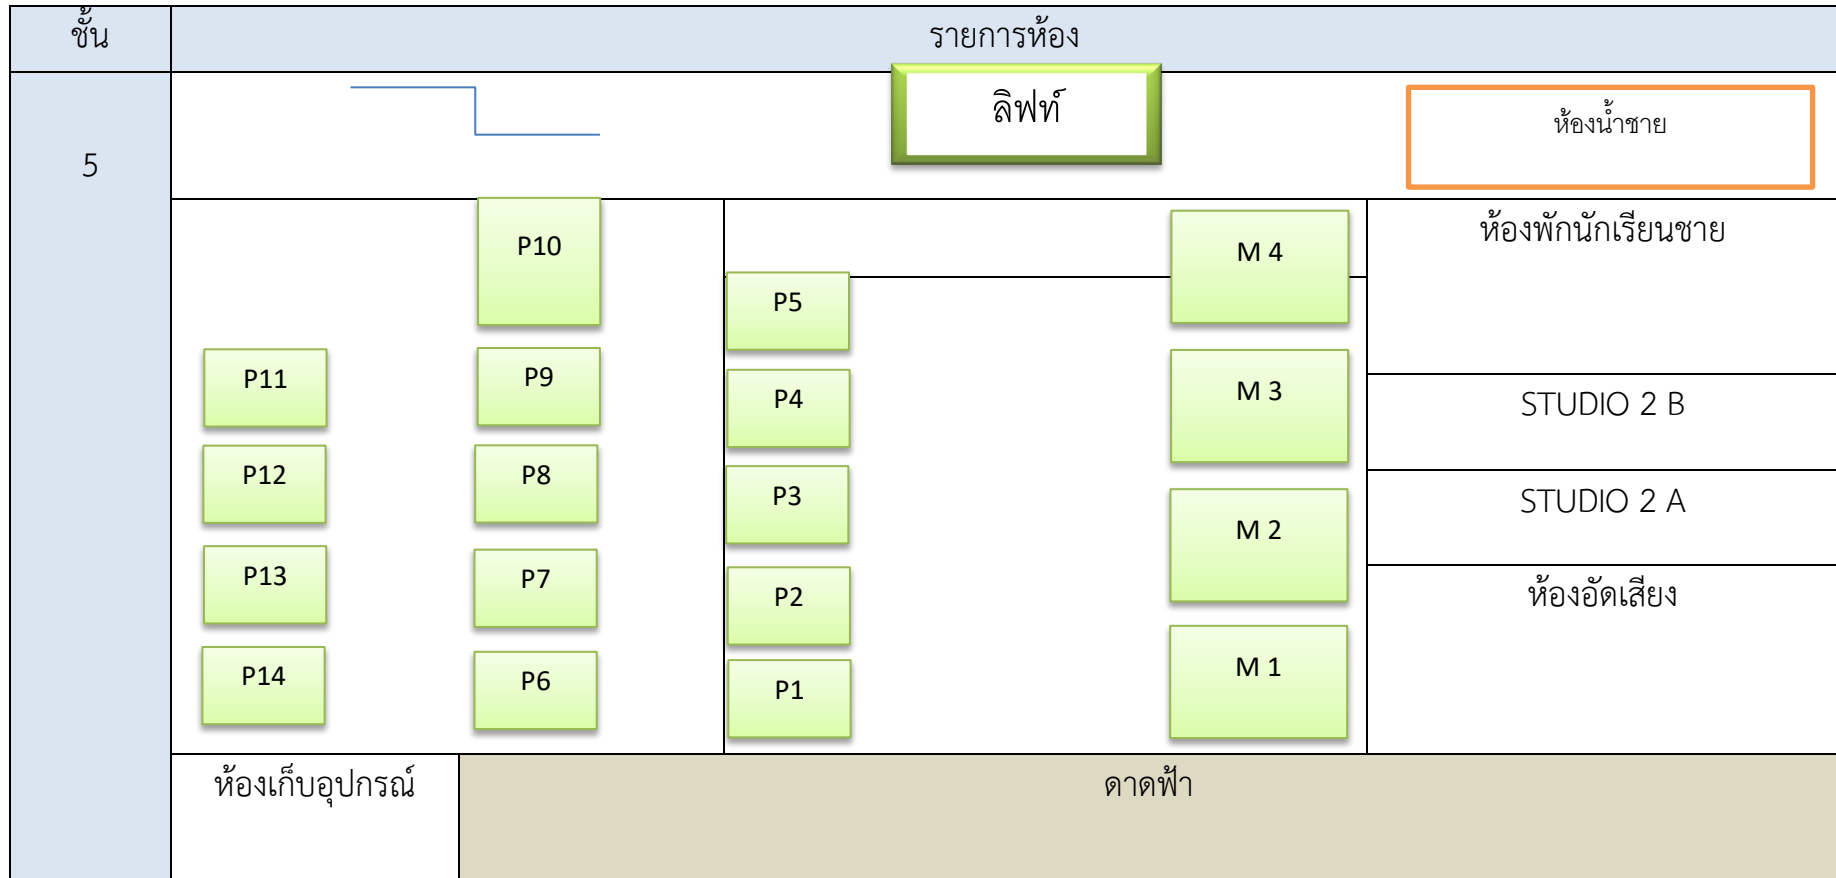 ชั้น
รายการห้อง
5
ลิฟท์
ห้องน้ำชาย
P10
M 4
ห้องพักนักเรียนชาย
P5
P11
P9
P4
M 3
STUDIO 2 B
P12
P8
P3
M 2
STUDIO 2 A
P13
P7
P2
ห้องอัดเสียง
P14
P6
P1
M 1
ห้องเก็บอุปกรณ์
ดาดฟ้า